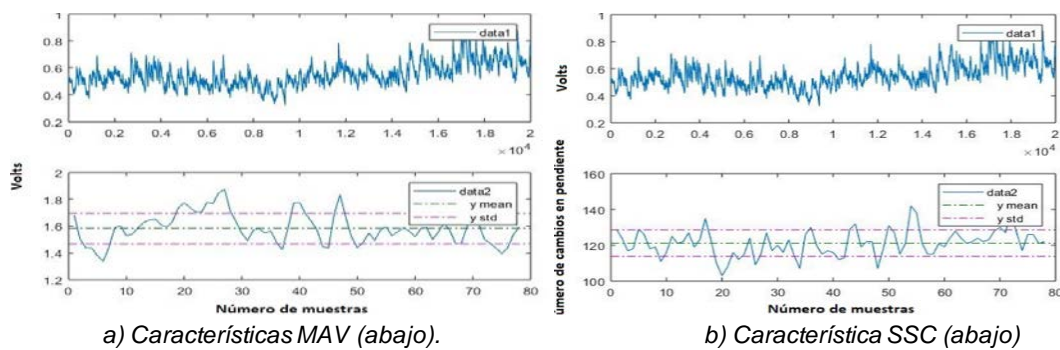 1
0.8
0.6
0.4
0.2
data1
0 0.2 0.4 0.6 0.8 1 1.2 1.4 1.6 1.8 2
× 10⁴
Volts
2
1.8
1.6
1.4
1.2
data2
y mean
y std
0 10 20 30 40 50 60 70 80
Número de muestras
a) Características MAV (abajo).
Volts
1
0.8
0.6
0.4
0.2
data1
0 0.2 0.4 0.6 0.8 1 1.2 1.4 1.6 1.8 2
× 10⁴
úmero de cambios en pendiente
160
140
120
100
data2
y mean
y std
0 10 20 30 40 50 60 70 80
Número de muestras
b) Característica SSC (abajo)